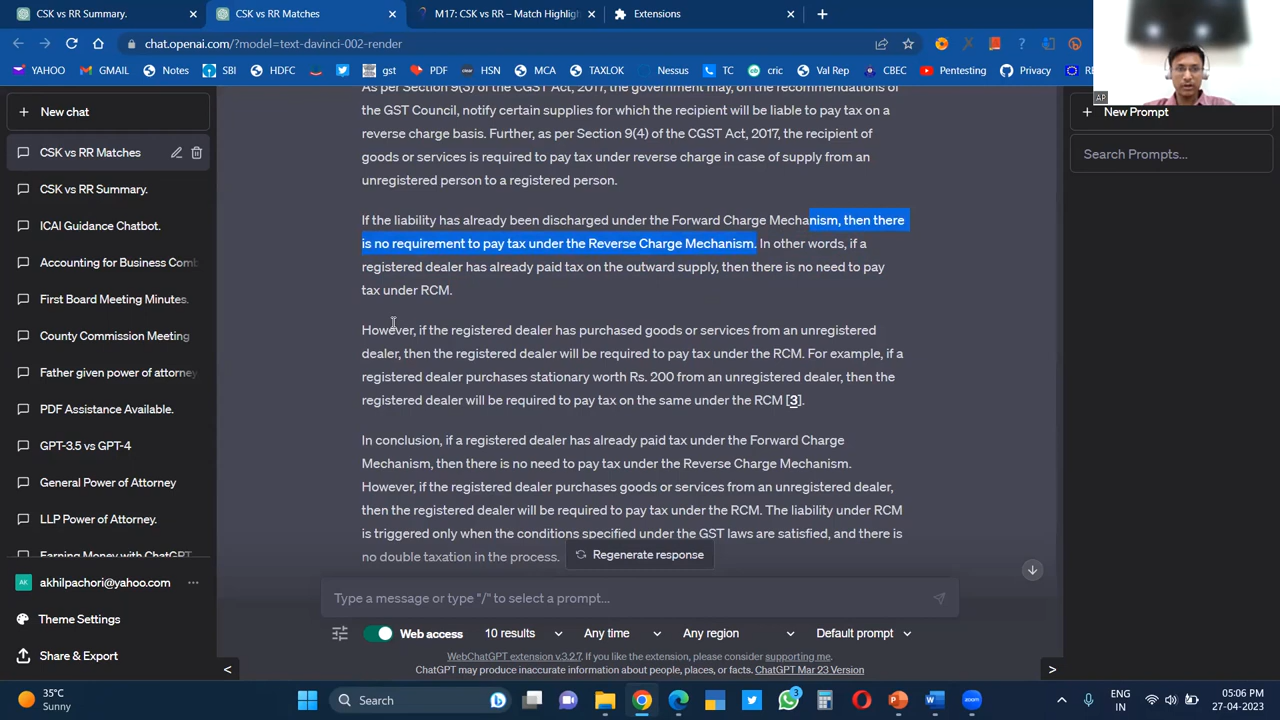 CSK vs RR Summary.
CSK vs RR Matches
M17: CSK vs RR – Match Highligh
Extensions
chat.openai.com/?model=text-davinci-002-render
YAHOO
GMAIL
Notes
SBI
HDFC
gst
PDF
HSN
MCA
TAXLOK
Nessus
TC
cric
Val Rep
CBEC
Pentesting
Privacy
RE
AP
New chat
CSK vs RR Matches
CSK vs RR Summary.
ICAI Guidance Chatbot.
Accounting for Business Com
First Board Meeting Minutes.
County Commission Meeting
Father given power of attorney
PDF Assistance Available.
GPT-3.5 vs GPT-4
General Power of Attorney
LLP Power of Attorney.
Earning Money with ChatGPT
akhilpachori@yahoo.com
Theme Settings
Share & Export
As per Section 9(3) of the CGST Act, 2017, the government may, on the recommendations of
the GST Council, notify certain supplies for which the recipient will be liable to pay tax on a
reverse charge basis. Further, as per Section 9(4) of the CGST Act, 2017, the recipient of
goods or services is required to pay tax under reverse charge in case of supply from an
unregistered person to a registered person.
If the liability has already been discharged under the Forward Charge Mechanism, then there
is no requirement to pay tax under the Reverse Charge Mechanism. In other words, if a
registered dealer has already paid tax on the outward supply, then there is no need to pay
tax under RCM.
However, if the registered dealer has purchased goods or services from an unregistered
dealer, then the registered dealer will be required to pay tax under the RCM. For example, if a
registered dealer purchases stationary worth Rs. 200 from an unregistered dealer, then the
registered dealer will be required to pay tax on the same under the RCM [3].
In conclusion, if a registered dealer has already paid tax under the Forward Charge
Mechanism, then there is no need to pay tax under the Reverse Charge Mechanism.
However, if the registered dealer purchases goods or services from an unregistered dealer,
then the registered dealer will be required to pay tax under the RCM. The liability under RCM
is triggered only when the conditions specified under the GST laws are satisfied, and there is
no double taxation in the process.
Regenerate response
Type a message or type "/" to select a prompt...
Web access
10 results
Any time
Any region
Default prompt
WebChatGPT extension v.3.2.7. If you like the extension, please consider supporting me.
ChatGPT may produce inaccurate information about people, places, or facts. ChatGPT Mar 23 Version
New Prompt
Search Prompts...
35°C
Sunny
Search
3
zoom
ENG
IN
05:06 PM
27-04-2023